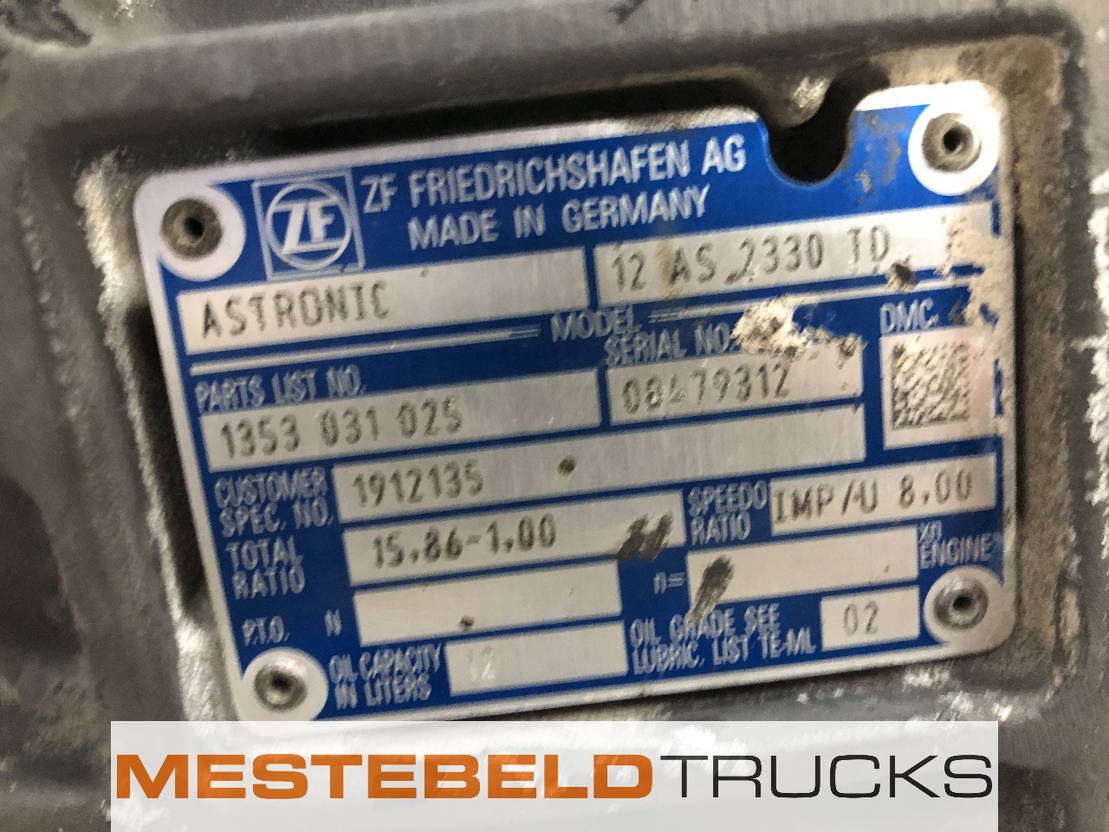 ZF
ZF FRIEDRICHSHAFEN AG
MADE IN GERMANY
ASTRONIC
12 AS 2330 TD
MODEL
PARTS LIST NO.
SERIAL NO.
DMC
1353 031 025
08479312
CUSTOMER
SPEC. NO.
1912135
TOTAL
RATIO
15.86-1.00
SPEEDO
RATIO
IMP/U 8.00
P.T.O. N
n=
xn
ENGINE
OIL CAPACITY
IN LITERS
12
OIL GRADE SEE
LUBRIC. LIST TE-ML
02
MESTEBELDTRUCKS